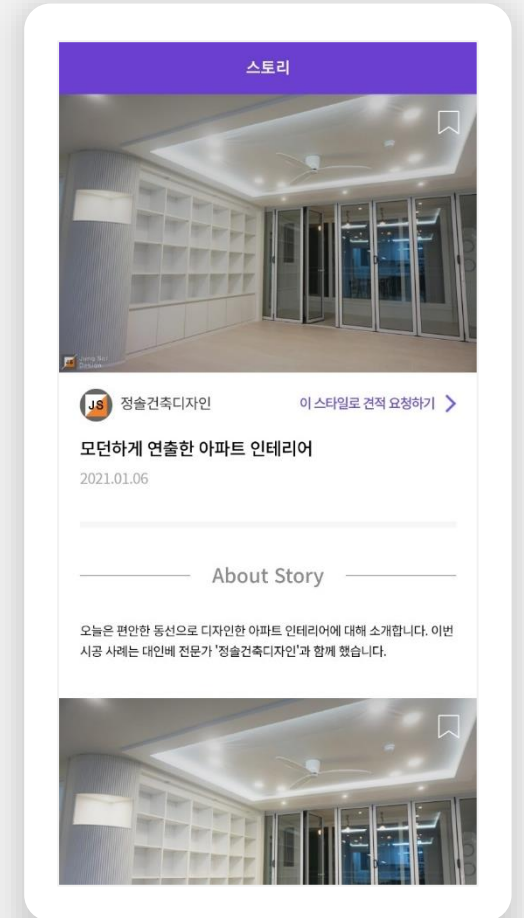 스토리
JS
Jung Sol
Design
JS 정솔건축디자인 이 스타일로 견적 요청하기
모던하게 연출한 아파트 인테리어
2021.01.06
About Story
오늘은 편안한 동선으로 디자인한 아파트 인테리어에 대해 소개합니다. 이번
시공 사례는 대인베 전문가 '정솔건축디자인'과 함께 했습니다.